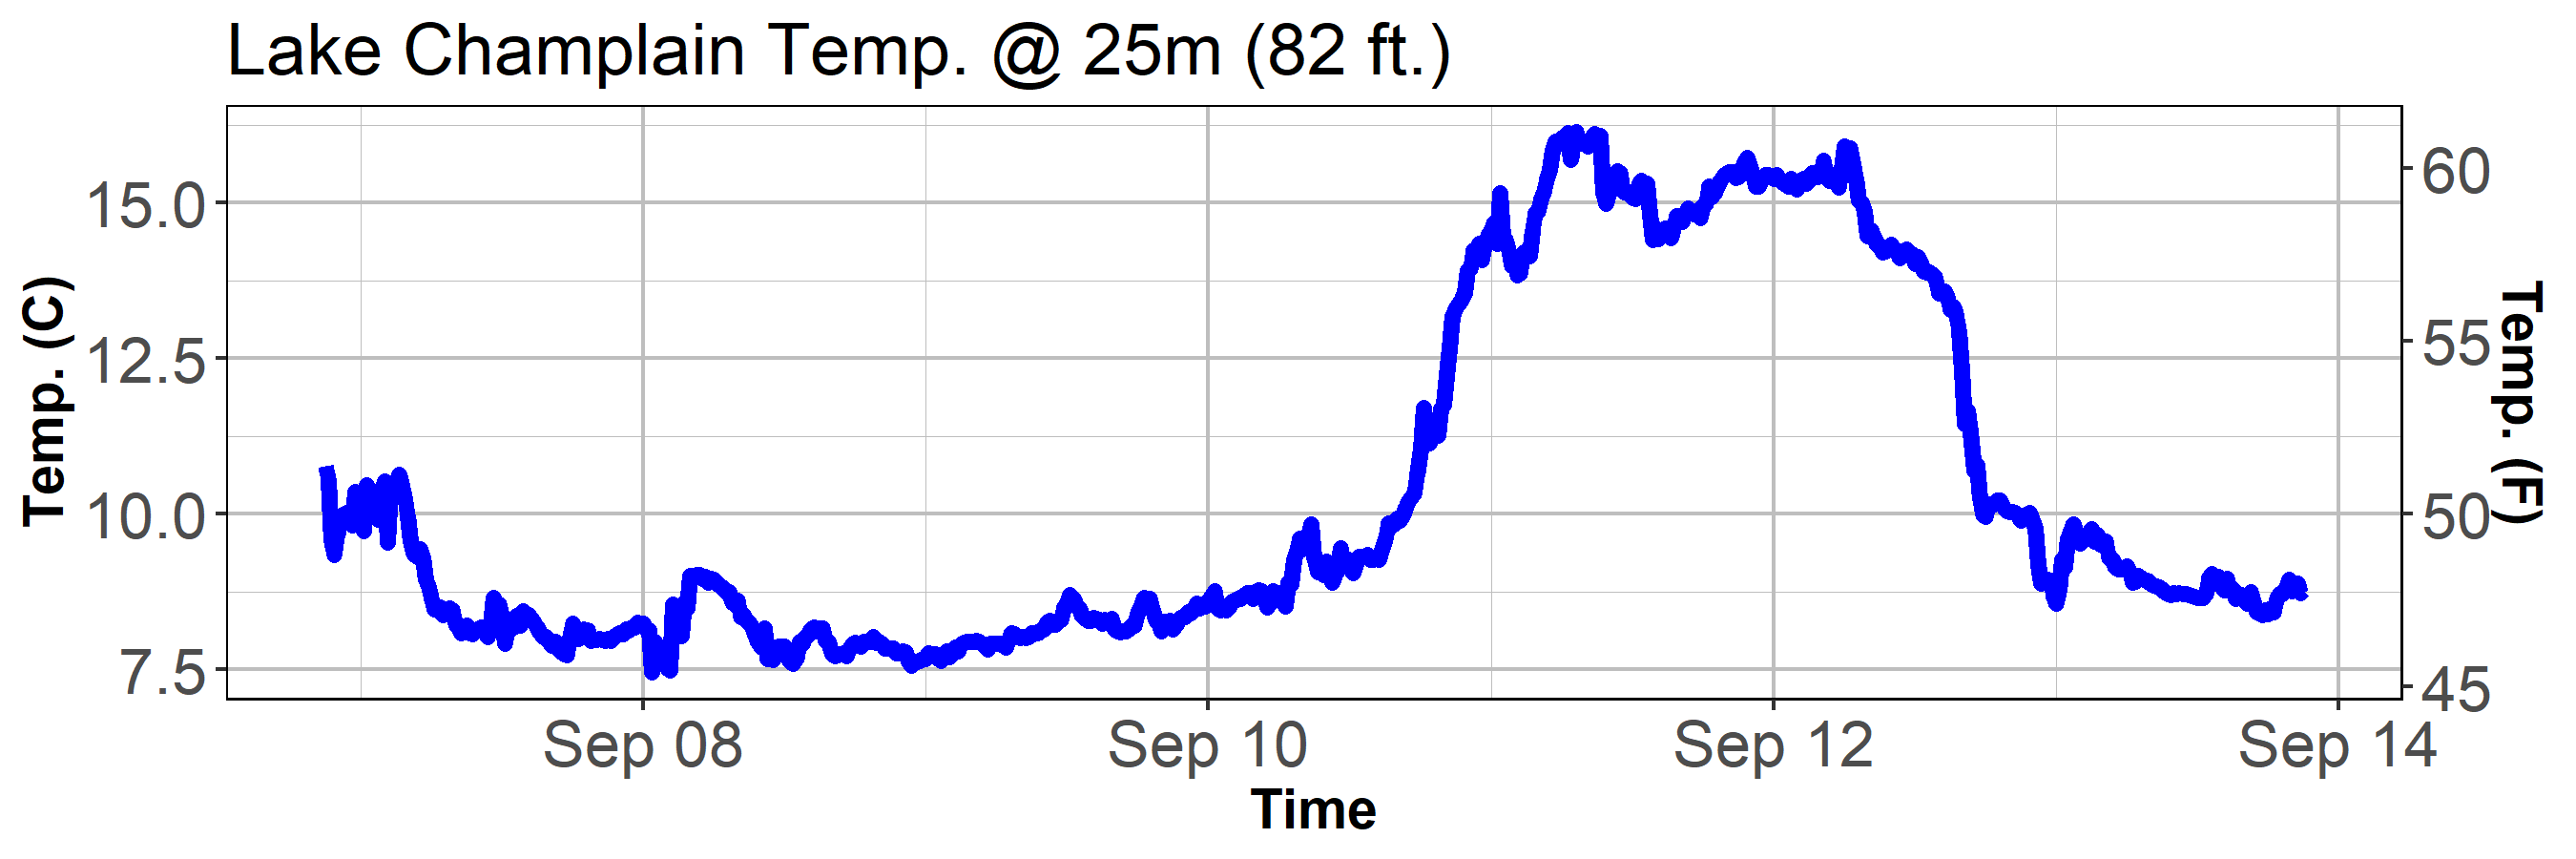 Lake Champlain Temp. @ 25m (82 ft.)
Temp. (C)
15.0
12.5
10.0
7.5
60
55
50
45
Temp. (F)
Sep 08 Sep 10 Sep 12 Sep 14
Time